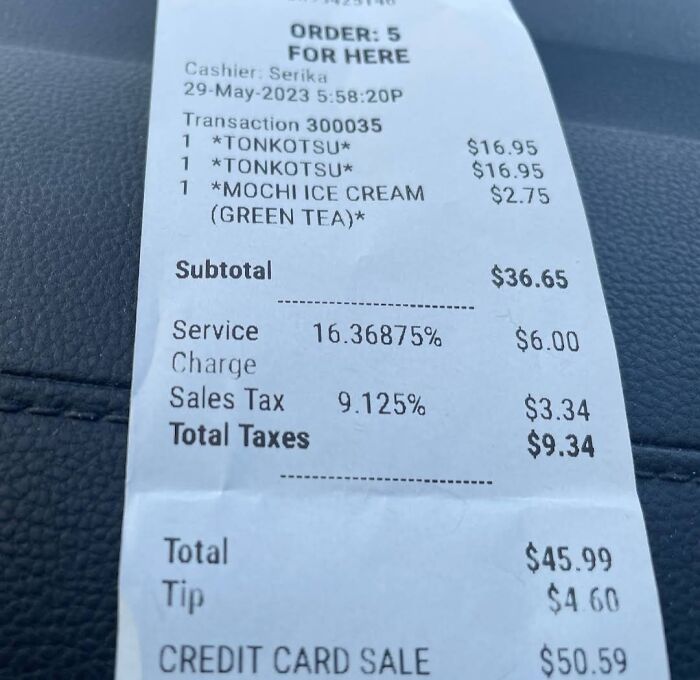 ORDER: 5
FOR HERE
Cashier: Serika
29-May-2023 5:58:20P
Transaction 300035
1 *TONKOTSU* $16.95
1 *TONKOTSU* $16.95
1 *MOCHI ICE CREAM $2.75
(GREEN TEA)*
Subtotal $36.65
Service 16.36875% $6.00
Charge
Sales Tax 9.125% $3.34
Total Taxes $9.34
Total $45.99
Tip $4.60
CREDIT CARD SALE $50.59